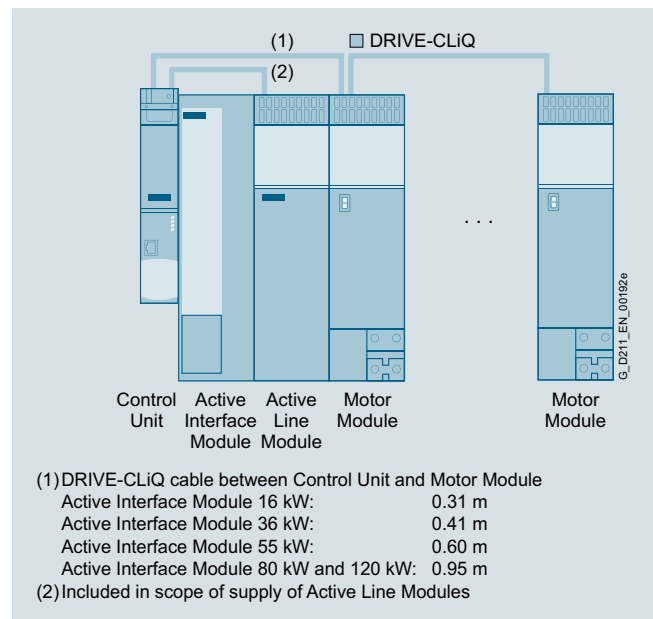 (1)
DRIVE-CLiQ
(2)
. . .
G_D211_EN_00192e
Control Unit
Active Interface Module
Active Line Module
Motor Module
Motor Module
(1) DRIVE-CLiQ cable between Control Unit and Motor Module
Active Interface Module 16 kW: 0.31 m
Active Interface Module 36 kW: 0.41 m
Active Interface Module 55 kW: 0.60 m
Active Interface Module 80 kW and 120 kW: 0.95 m
(2) Included in scope of supply of Active Line Modules